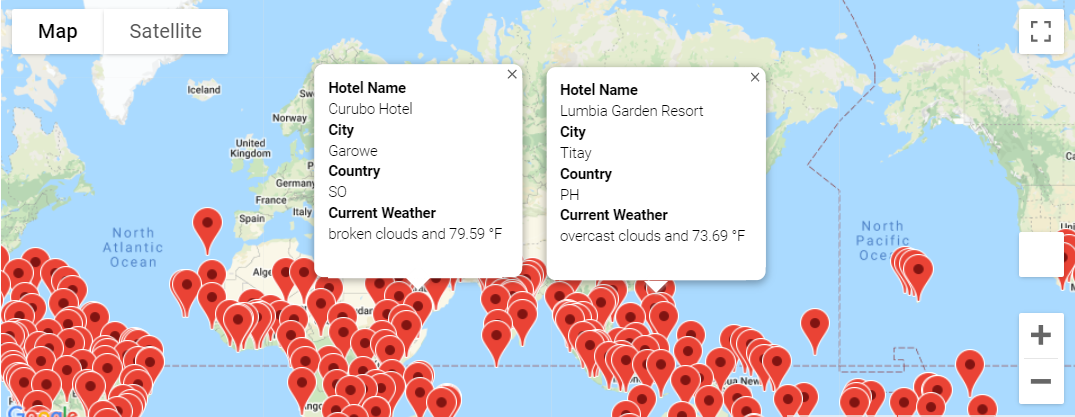 Map
Satellite
Iceland
Norway
United
Kingdom
Germany
France
Spain
Italy
North
Atlantic
Ocean
Hotel Name
Curubo Hotel
City
Garowe
Country
SO
Current Weather
broken clouds and 79.59 °F
Hotel Name
Lumbia Garden Resort
City
Titay
Country
PH
Current Weather
overcast clouds and 73.69 °F
North
Pacific
Google